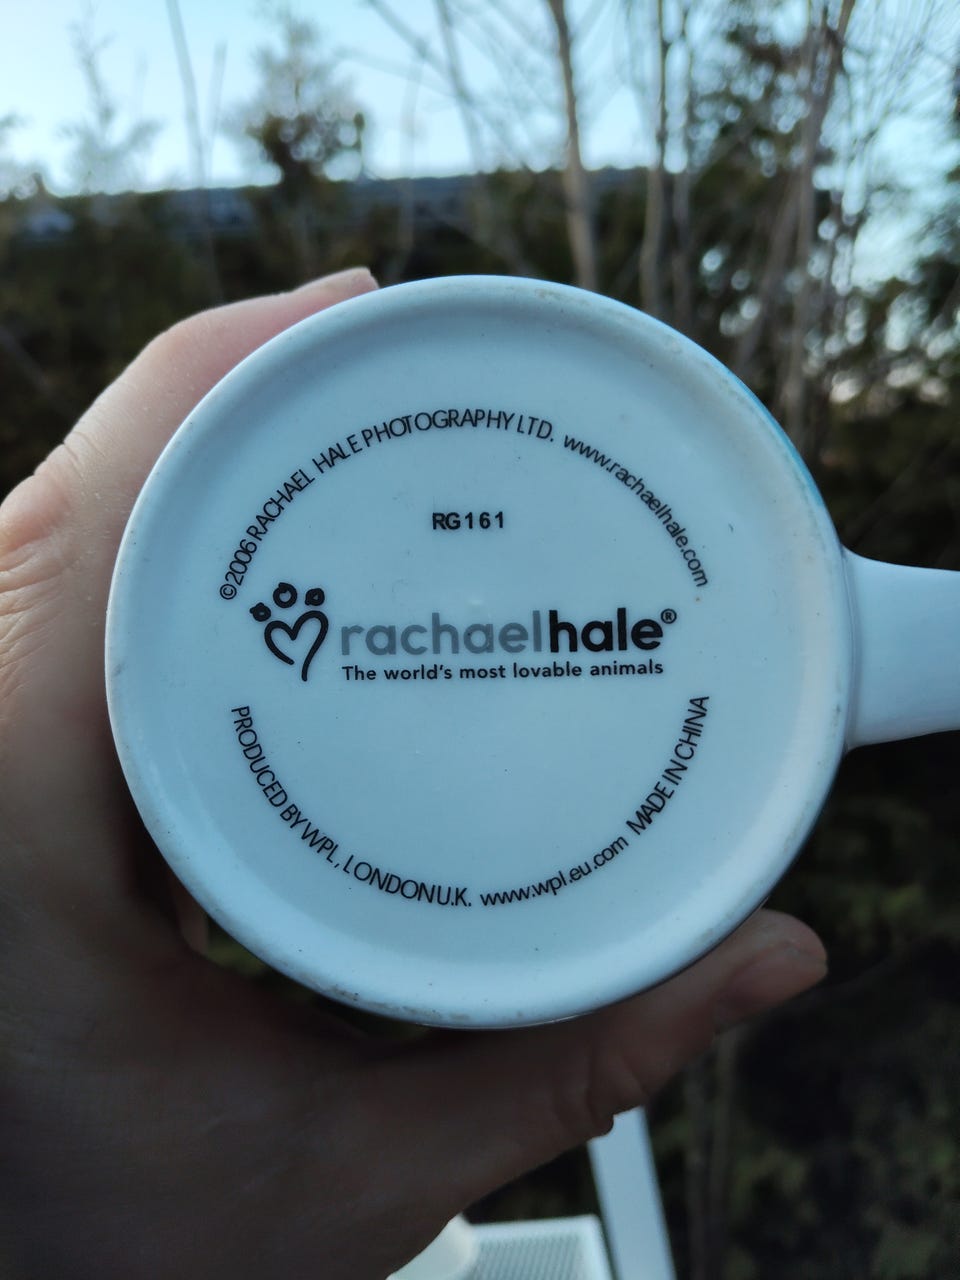 ©2006 RACHAEL HALE PHOTOGRAPHY LTD. www.rachaelhale.com
RG161
rachaelhale®
The world's most lovable animals
PRODUCED BY WPL, LONDON U.K. www.wpl.eu.com MADE IN CHINA